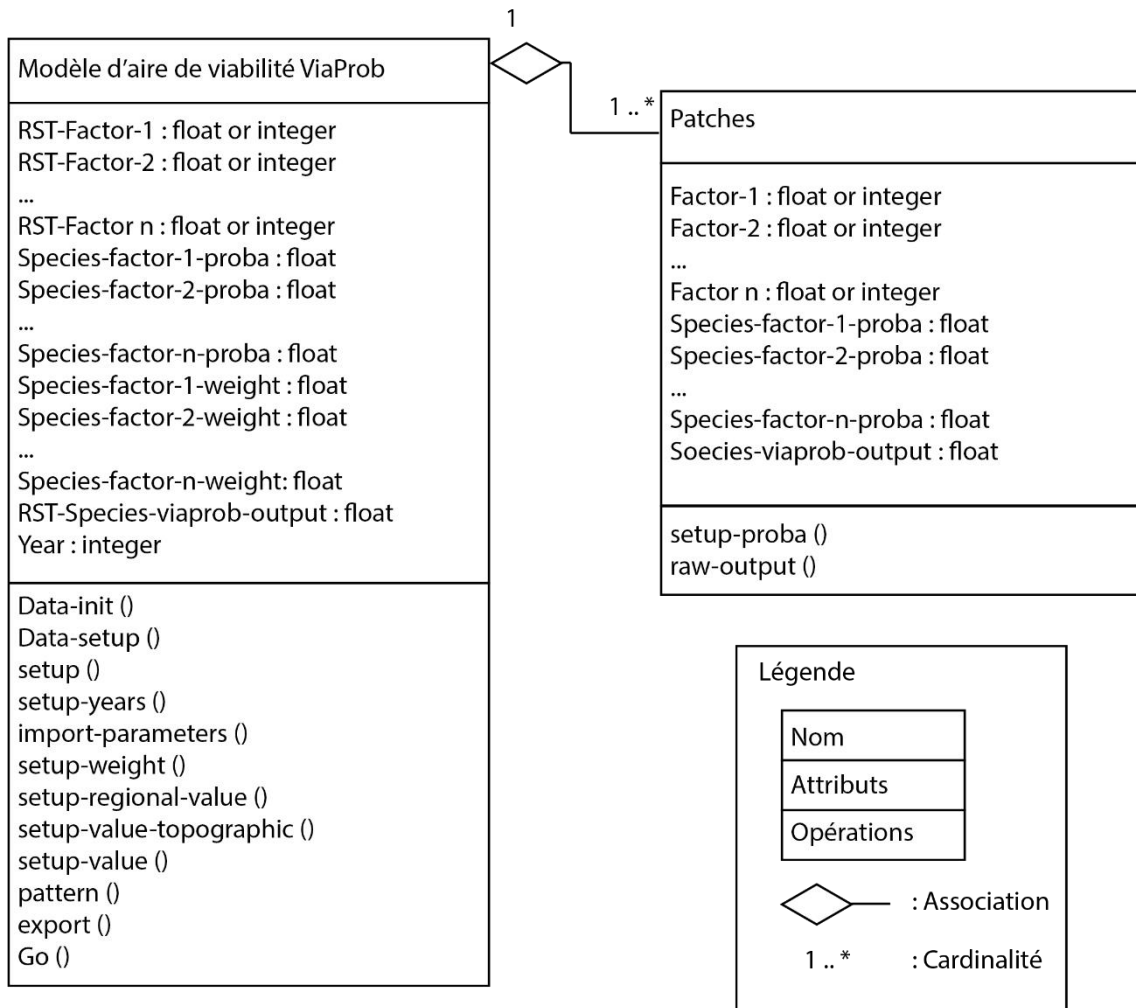 1
Modèle d'aire de viabilité ViaProb
RST-Factor-1 : float or integer
RST-Factor-2 : float or integer
...
RST-Factor n : float or integer
Species-factor-1-proba : float
Species-factor-2-proba : float
...
Species-factor-n-proba : float
Species-factor-1-weight : float
Species-factor-2-weight : float
...
Species-factor-n-weight: float
RST-Species-viaprob-output : float
Year : integer
Data-init ()
Data-setup ()
setup ()
setup-years ()
import-parameters ()
setup-weight ()
setup-regional-value ()
setup-value-topographic ()
setup-value ()
pattern ()
export ()
Go ()
1 .. *
Patches
Factor-1 : float or integer
Factor-2 : float or integer
...
Factor n : float or integer
Species-factor-1-proba : float
Species-factor-2-proba : float
...
Species-factor-n-proba : float
Soecies-viaprob-output : float
setup-proba ()
raw-output ()
Légende
Nom
Attributs
Opérations
: Association
1 .. * : Cardinalité